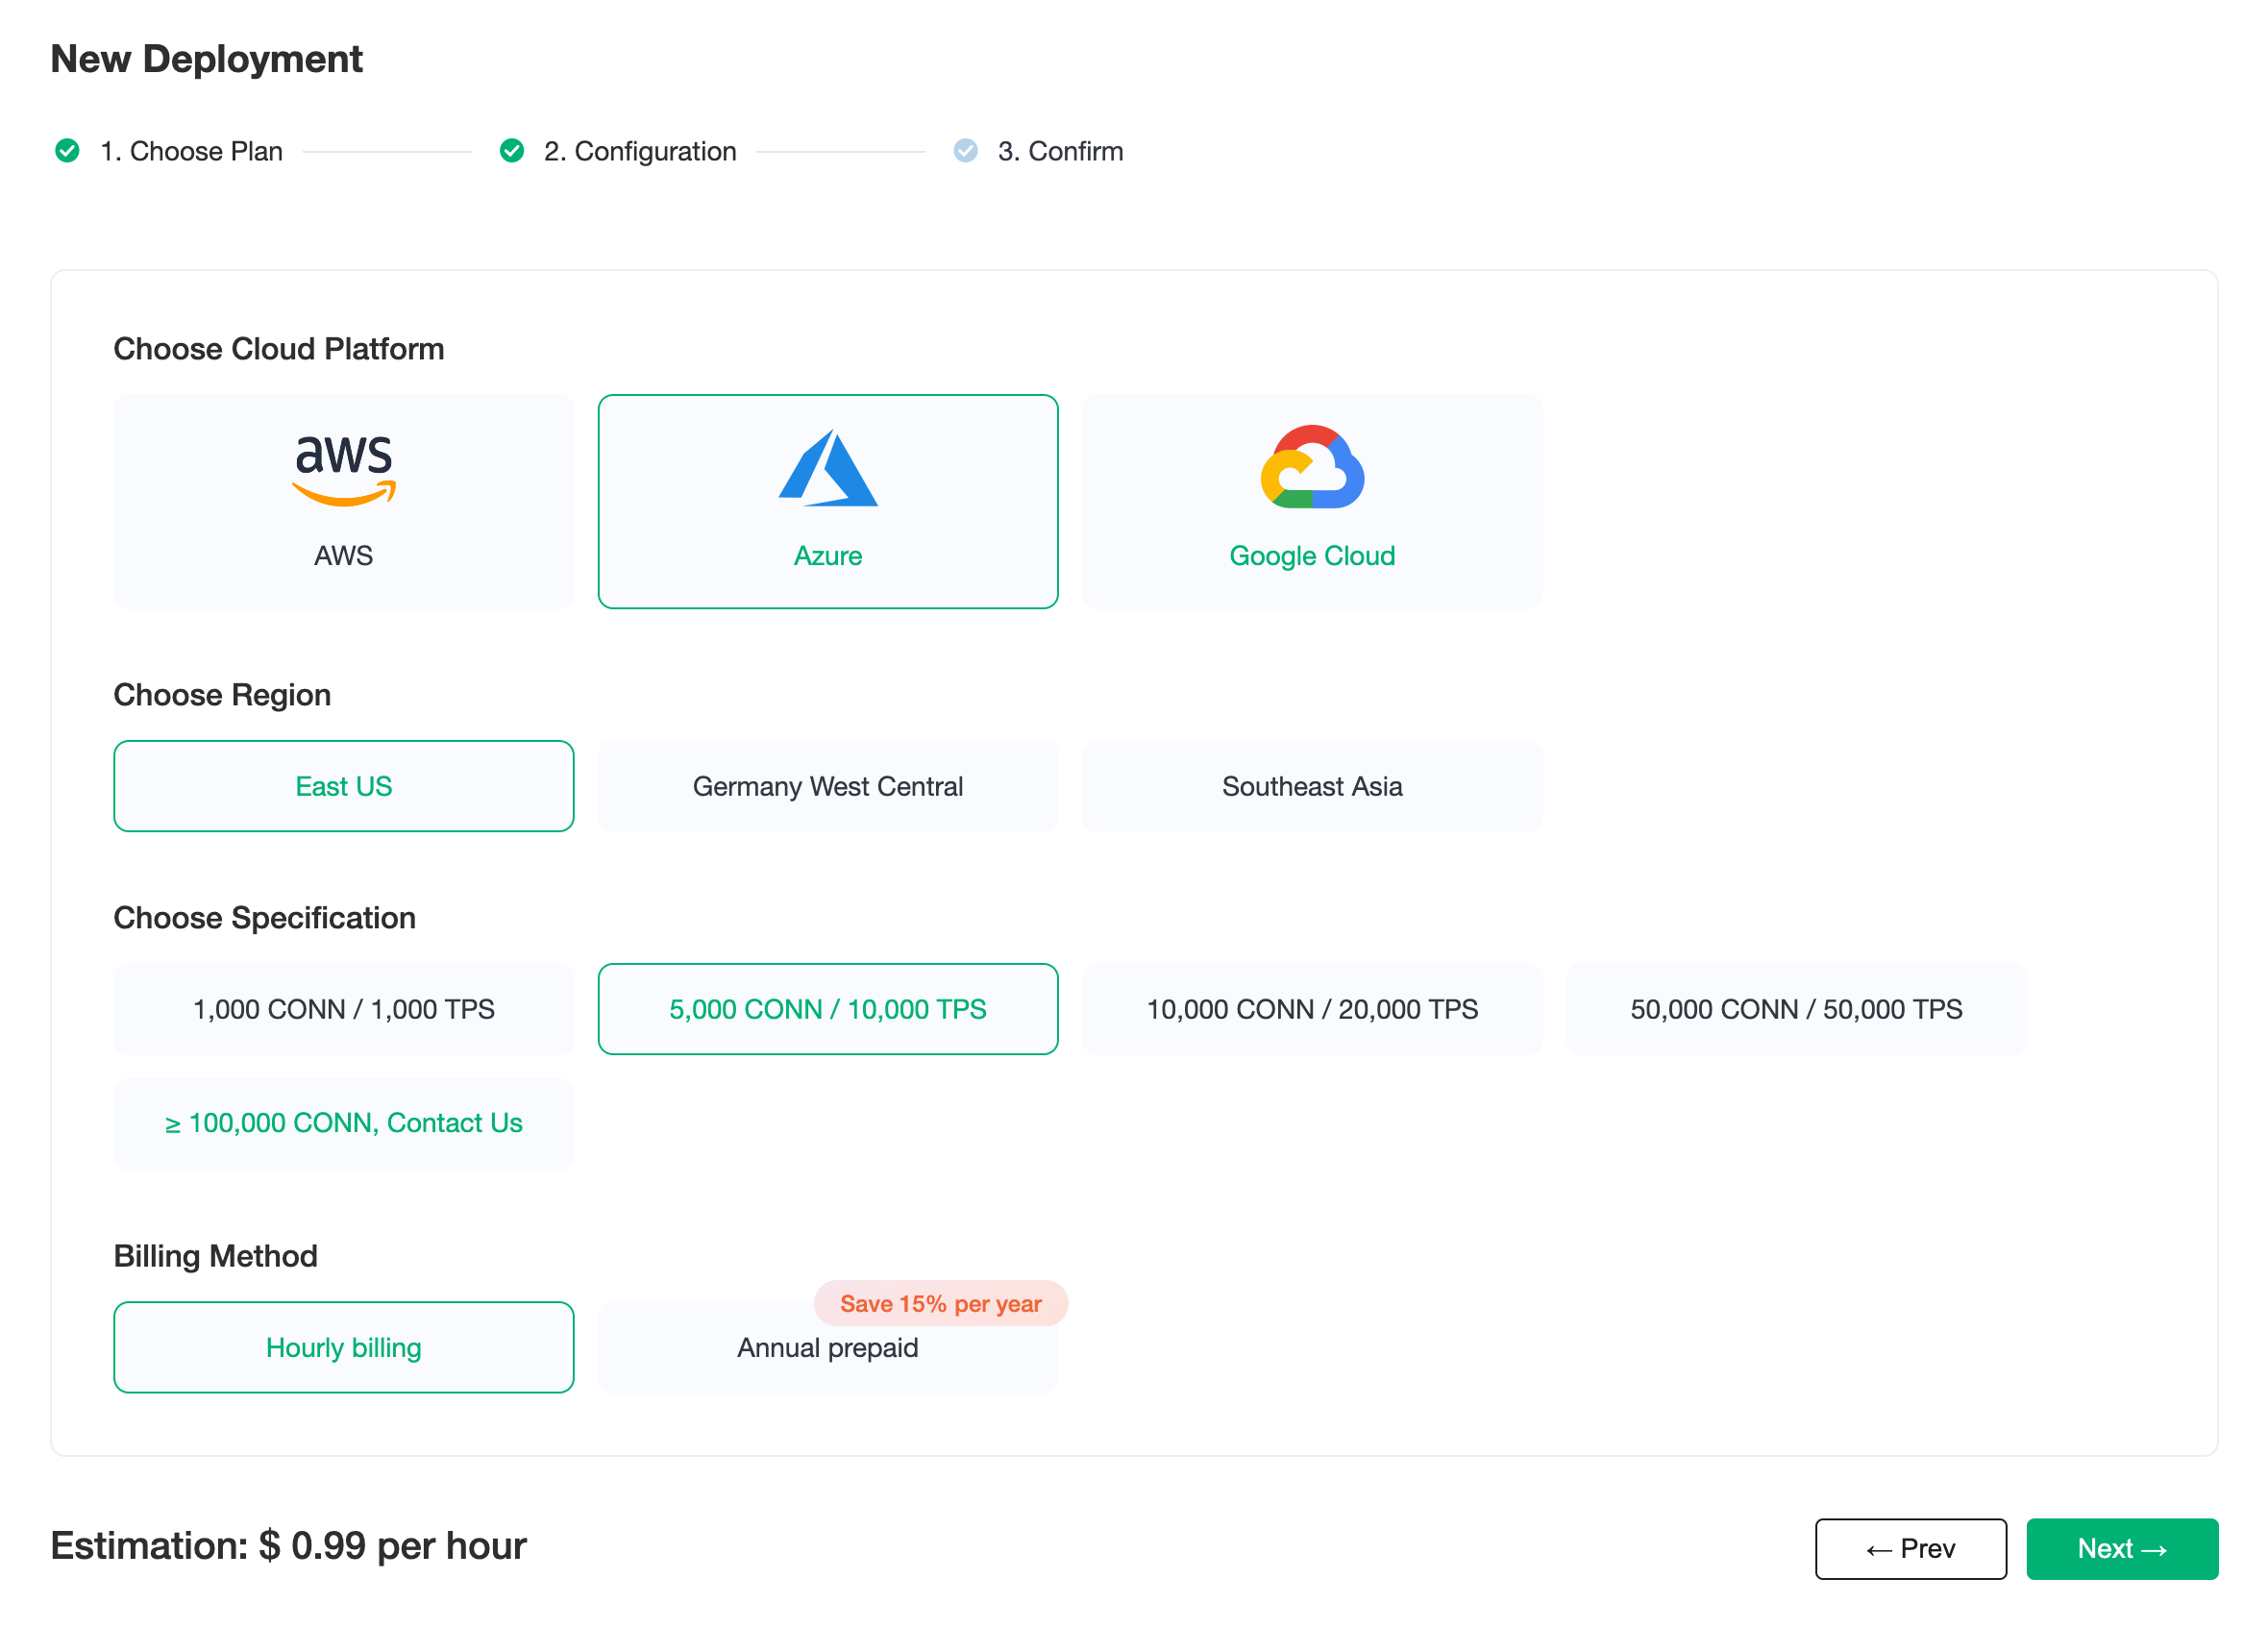 New Deployment
1. Choose Plan
2. Configuration
3. Confirm
Choose Cloud Platform
aws
AWS
Azure
Google Cloud
Choose Region
East US
Germany West Central
Southeast Asia
Choose Specification
1,000 CONN / 1,000 TPS
5,000 CONN / 10,000 TPS
10,000 CONN / 20,000 TPS
50,000 CONN / 50,000 TPS
≥ 100,000 CONN, Contact Us
Billing Method
Hourly billing
Save 15% per year
Annual prepaid
Estimation: $ 0.99 per hour
← Prev
Next →